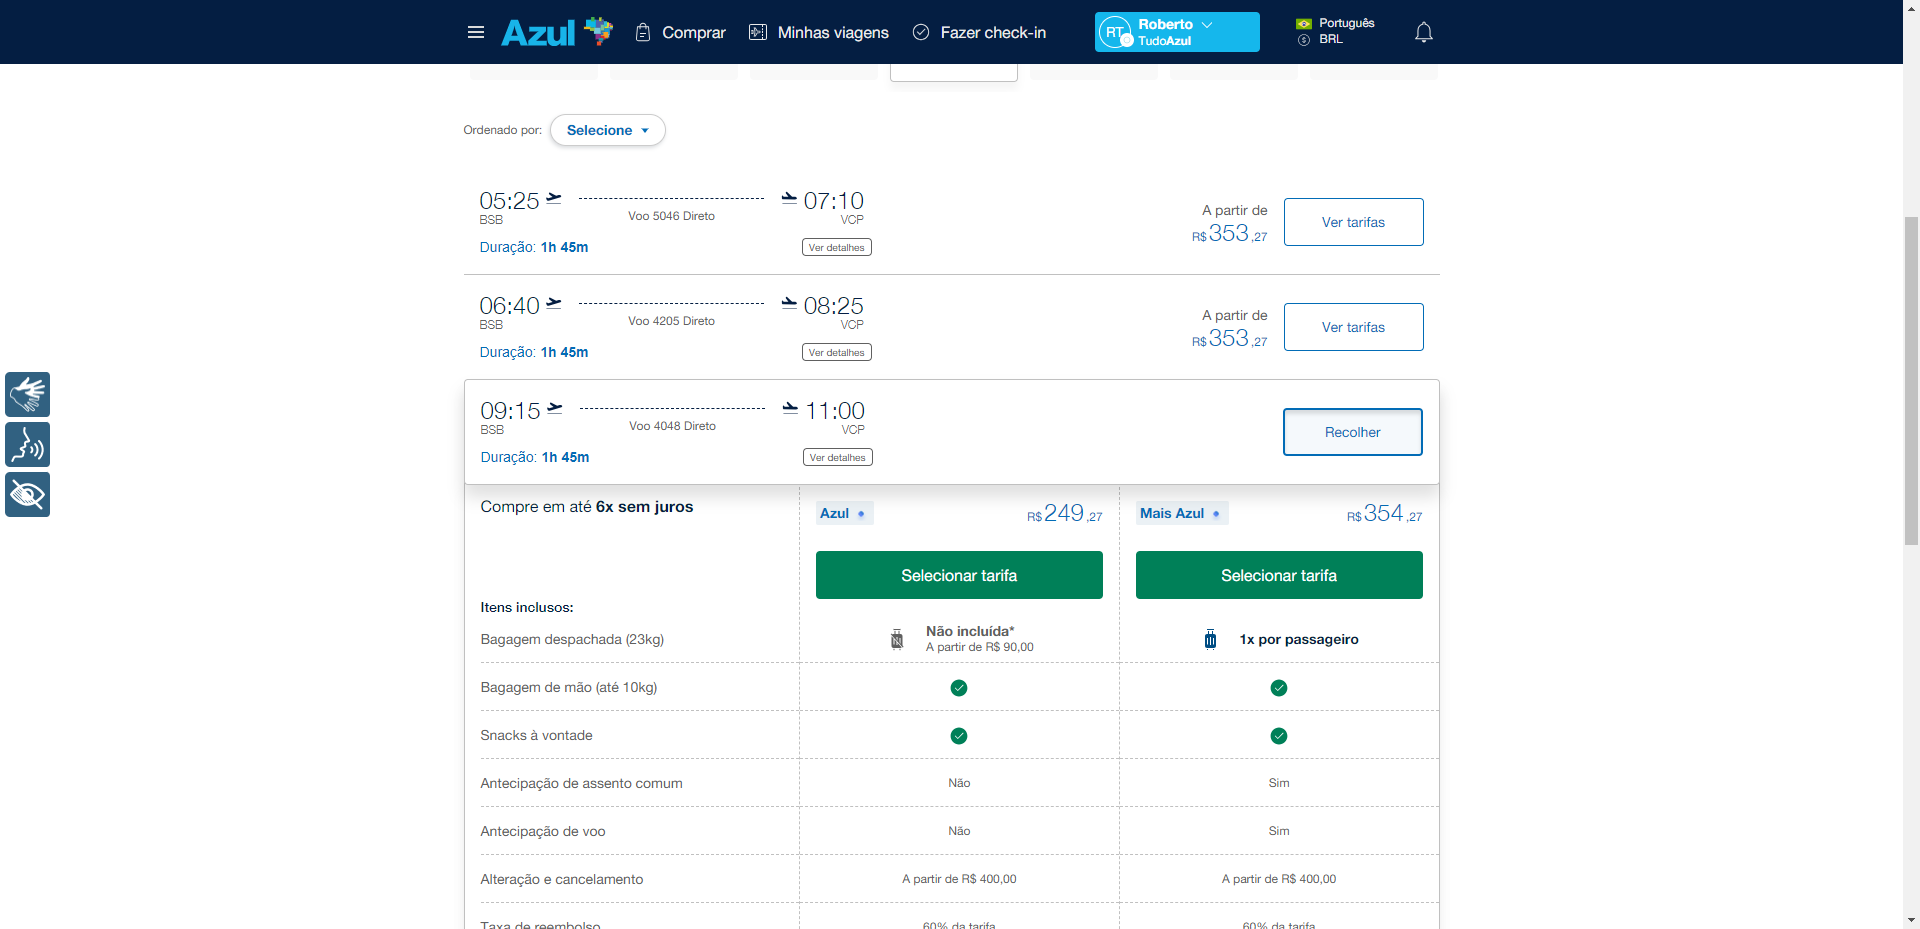 Azul
Comprar
Minhas viagens
Fazer check-in
RT
Roberto
TudoAzul
Português
BRL
Ordenado por:
Selecione
05:25
07:10
BSB
Voo 5046 Direto
VCP
Duração: 1h 45m
Ver detalhes
A partir de
R$ 353 ,27
Ver tarifas
06:40
08:25
BSB
Voo 4205 Direto
VCP
Duração: 1h 45m
Ver detalhes
A partir de
R$ 353 ,27
Ver tarifas
09:15
11:00
BSB
Voo 4048 Direto
VCP
Duração: 1h 45m
Ver detalhes
Recolher
Compre em até 6x sem juros
Azul
R$ 249 ,27
Mais Azul
R$ 354 ,27
Selecionar tarifa
Selecionar tarifa
Itens inclusos:
Bagagem despachada (23kg)
Não incluída*
A partir de R$ 90,00
1x por passageiro
Bagagem de mão (até 10kg)
Snacks à vontade
Antecipação de assento comum
Não
Sim
Antecipação de voo
Não
Sim
Alteração e cancelamento
A partir de R$ 400,00
A partir de R$ 400,00
Taxa de reembolso
60% da tarifa
60% da tarifa